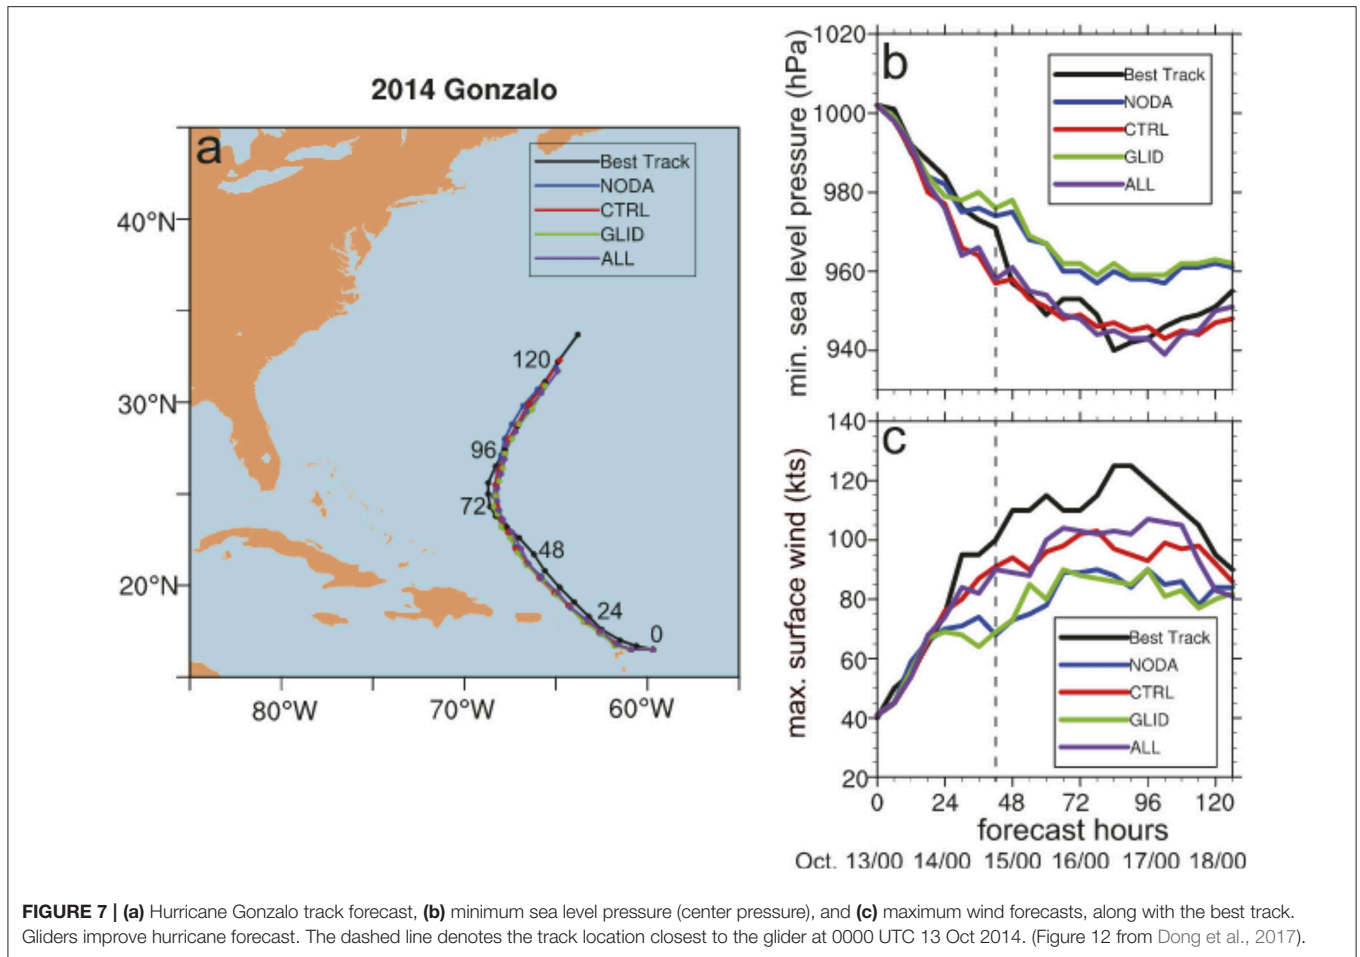 2014 Gonzalo
a
Best Track
NODA
CTRL
GLID
ALL
40°N
30°N
20°N
80°W
70°W
60°W
120
96
72
48
24
0
b
min. sea level pressure (hPa)
1020
1000
980
960
940
Best Track
NODA
CTRL
GLID
ALL
c
max. surface wind (kts)
140
120
100
80
60
40
20
Best Track
NODA
CTRL
GLID
ALL
0 24 48 72 96 120
forecast hours
Oct. 13/00 14/00 15/00 16/00 17/00 18/00
FIGURE 7 | (a) Hurricane Gonzalo track forecast, (b) minimum sea level pressure (center pressure), and (c) maximum wind forecasts, along with the best track.
Gliders improve hurricane forecast. The dashed line denotes the track location closest to the glider at 0000 UTC 13 Oct 2014. (Figure 12 from Dong et al., 2017).